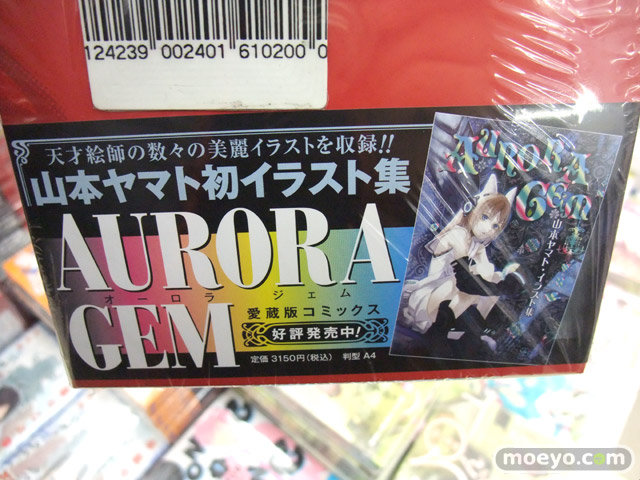 124239 002401 610200 0
天才絵師の数々の美麗イラストを収録!!
山本ヤマト初イラスト集
AURORA
オーロラ ジェム
GEM
愛蔵版コミックス
好評発売中!
定価 3150円(税込) 判型 A4
AURORA
GEM
山本ヤマト・イラスト集
moeyo.com